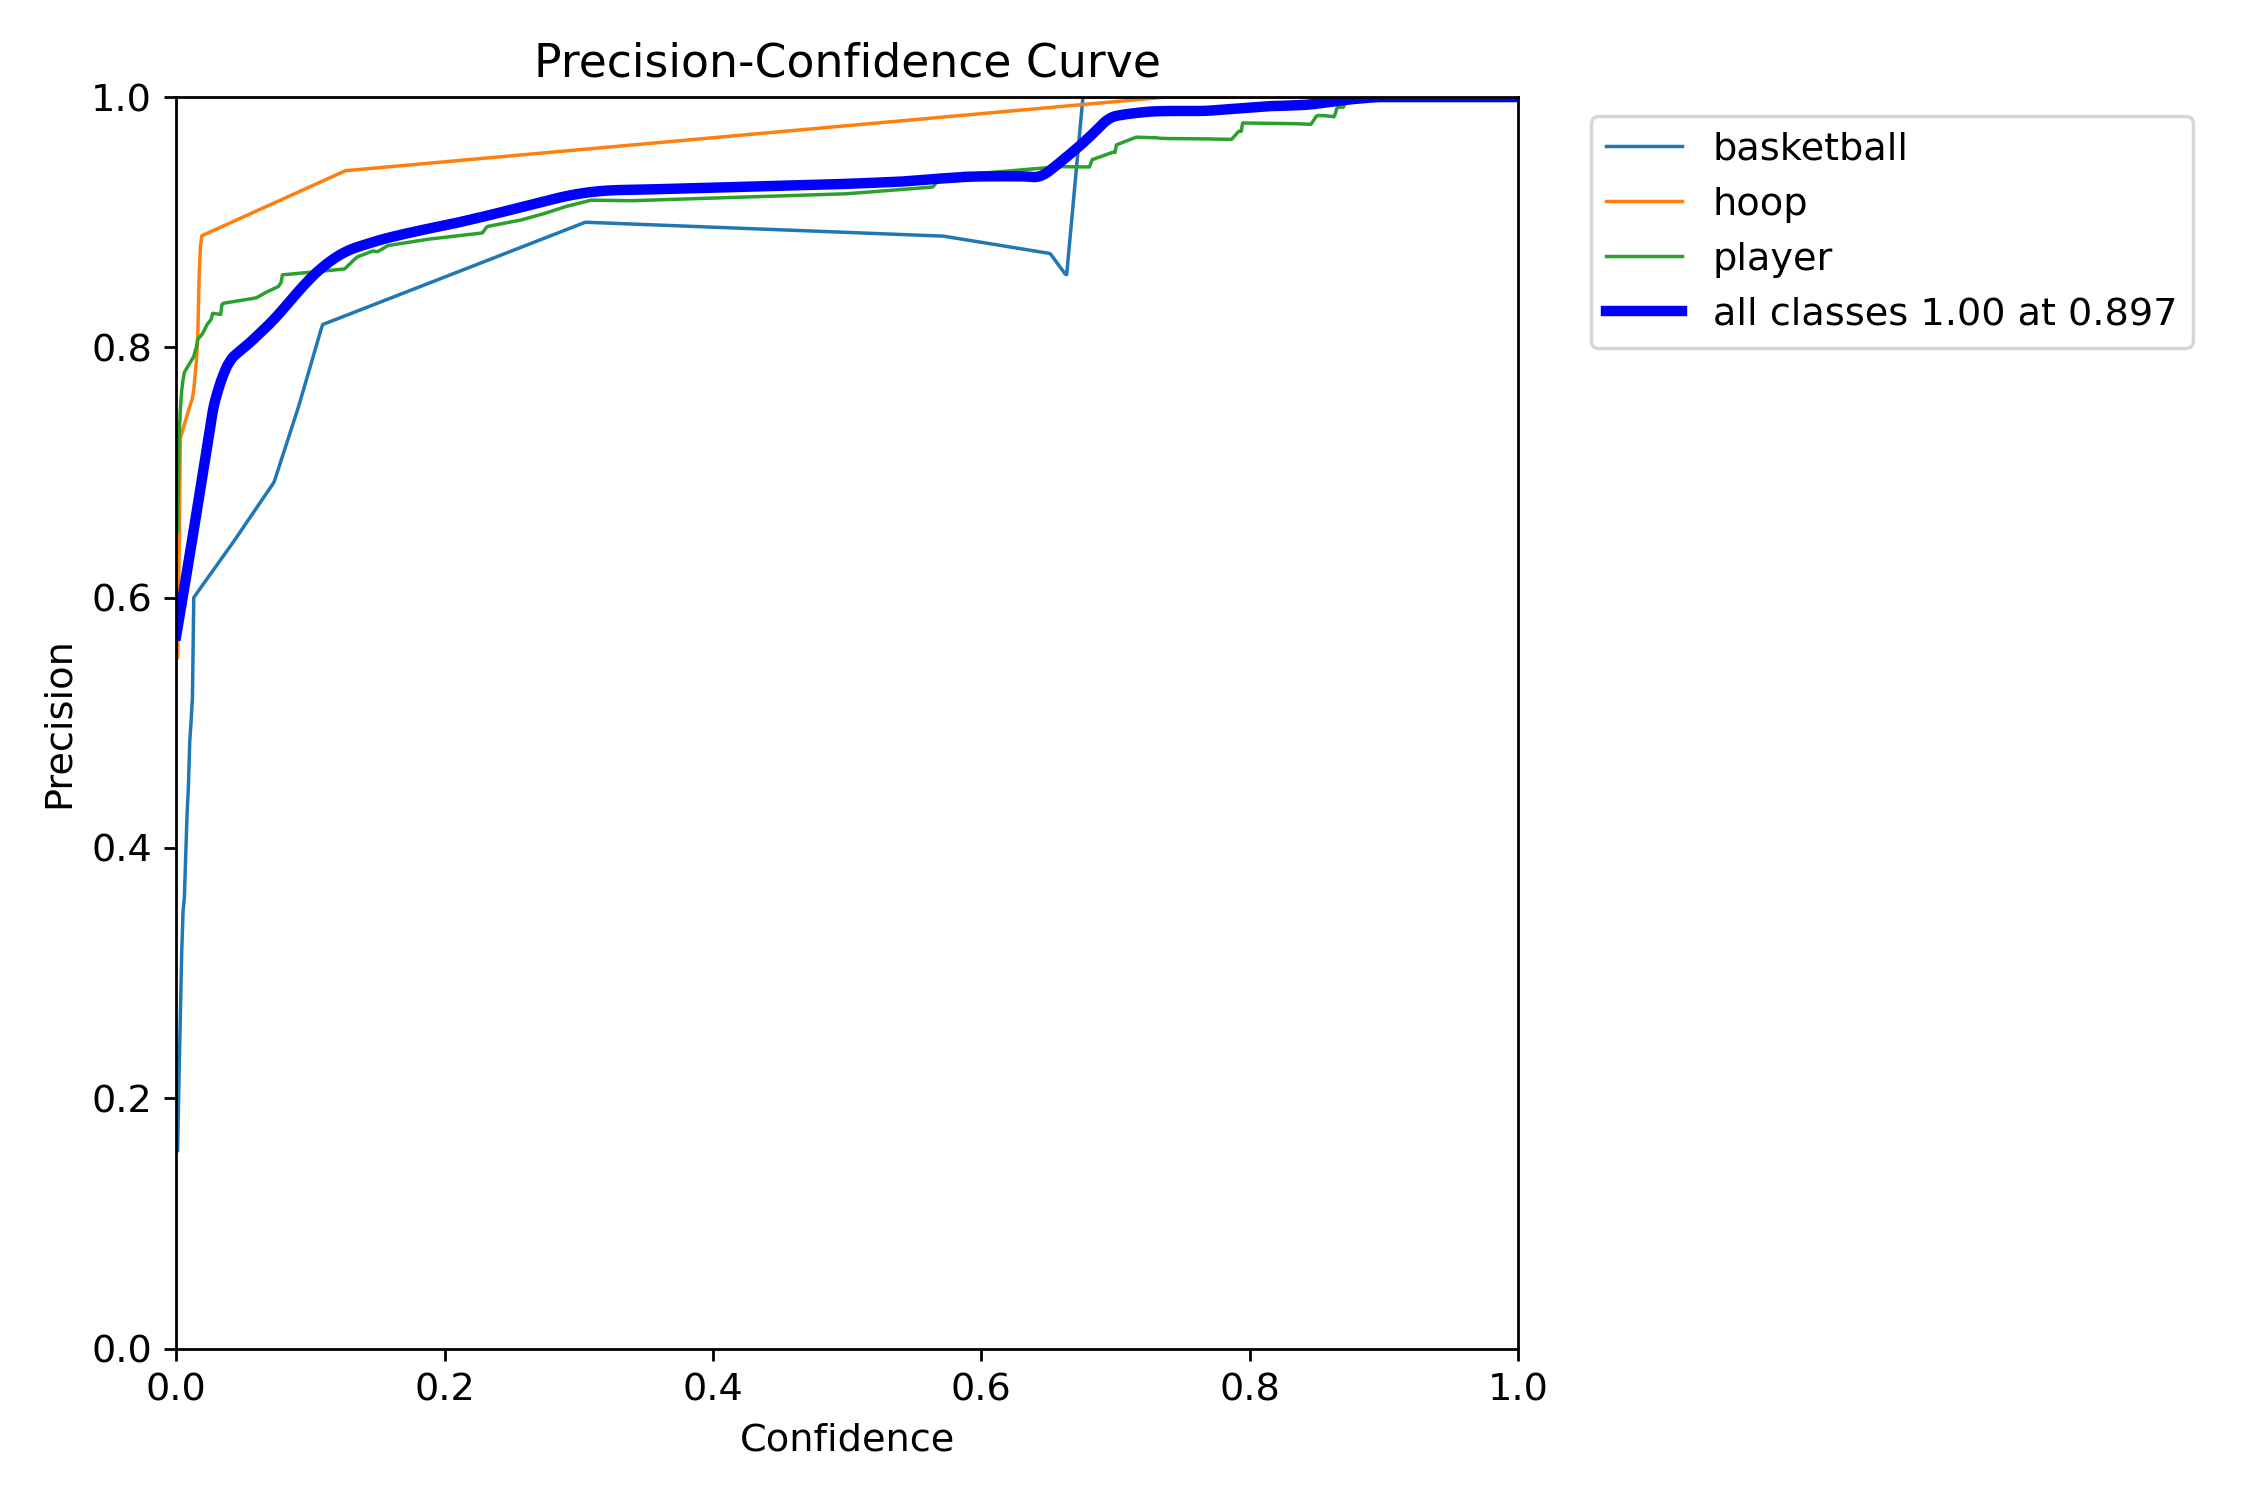 Precision-Confidence Curve
1.0
0.8
0.6
0.4
0.2
0.0
Precision
0.0 0.2 0.4 0.6 0.8 1.0
Confidence
basketball
hoop
player
all classes 1.00 at 0.897